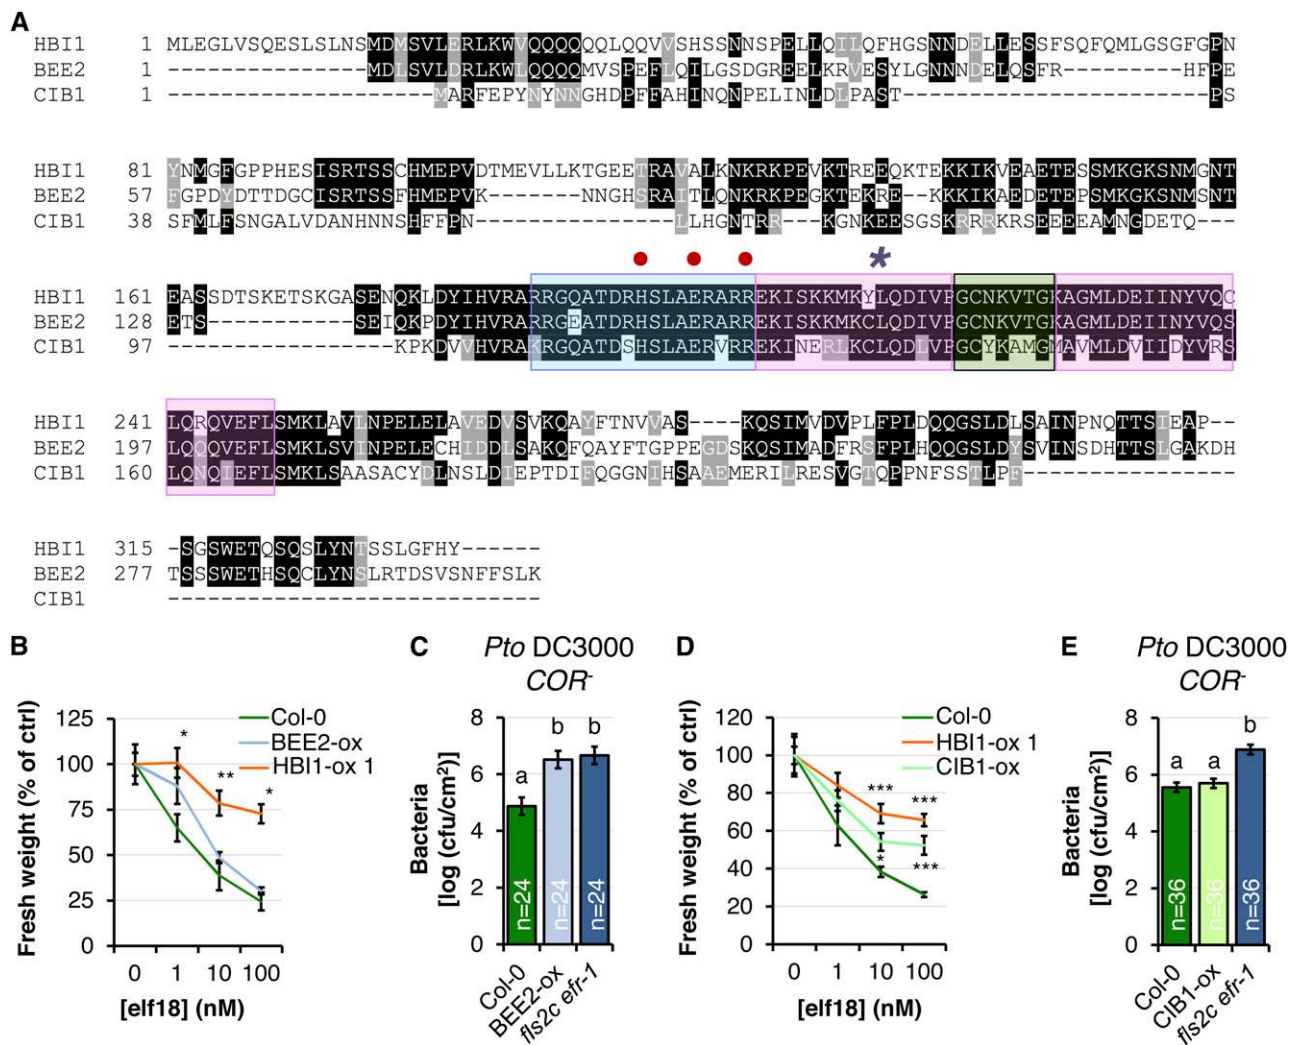 A
HBI1 1 MLEGLVSQESLSLNSMDMSVLERLKWVQQQQQQLQQVVSHSSNNSPELLQILQFHGSNNDELLESSFSQFQMLGSGFGPN
BEE2 1 ---------------MDLSVLDRLKWLQQQQMVSPEFLQILGSDGREELKRVESYLGNNNDELQSFR---------HFPE
CIB1 1 --------------------MARFEPYNYNNGHDPFFAHINQNPELINLDLPAST-----------------------PS
HBI1 81 YNMGFGPPHESISRTSSCHMEPVDTMEVLLKTGEETRAVALKNKRKPEVKTREEQKTEKKIKVEAETESSMKGKSNMGNT
BEE2 57 FGPDYDTTDGCISRTSSFHMEPVK-------NNGHSRAITLQNKRKPEGKTEKRE--KKKIKAEDETEPSMKGKSNMENT
CIB1 38 SFMLFSNGALVDANHNNSHFFPN---------------LLHGNTRR---KGNKEESGSKRRRKRSEEEEAMNGDETQ---
*
HBI1 161 EASSDTSKETSKGASENQKLDYIHVRARRGQATDRHSLAERARREKISKKMKYLQDIVPGCNKVTGKAGMLDEIINYVQC
BEE2 128 ETS-----------SEIQKPDYIHVRARRGEATDRHSLAERARREKISKKMKCLQDIVPGCNKVTGKAGMLDEIINYVQS
CIB1 97 -----------------KPKDVVHVRAKRGQATDSHSLAERVRREKINERLKCLQDLVPGCYKAMGMAVMLDVIIDYVRS
HBI1 241 LQRQVEFLSMKLAVLNPELELAVEDVSVKQAYFTNVVAS----KQSIMVDVPLFPLDQQGSLDLSAINPNQTTSIEAP--
BEE2 197 LQQQVEFLSMKLSVINPELECHIDDLSAKQFQAYFTGPPEGDSKQSIMADFRSFPLHQQGSLDYSVINSDHTTSLGAKDH
CIB1 160 LQNQIEFLSMKLSAASACYDLNSLDIEPTDIFQGGNIHSAAEMERILRESVGTQPPNFSSTLPF----------------
HBI1 315 -SGSWETQSQSLYNTSSLGFHY------
BEE2 277 TSSSWETHSQCLYNSLRTDSVSNFFSLK
CIB1 ----------------------------
B
Fresh weight (% of ctrl)
125
100
75
50
25
0
Col-0
BEE2-ox
HBI1-ox 1
*
**
*
0 1 10 100
[elf18] (nM)
C
Pto DC3000
COR-
Bacteria
[log (cfu/cm²)]
8
6
4
2
0
a b b
n=24 n=24 n=24
Col-0
BEE2-ox
fls2c efr-1
D
Fresh weight (% of ctrl)
120
100
80
60
40
20
0
Col-0
HBI1-ox 1
CIB1-ox
*** ***
* ***
0 1 10 100
[elf18] (nM)
E
Pto DC3000
COR-
Bacteria
[log (cfu/cm²)]
8
6
4
2
0
a a b
n=36 n=36 n=36
Col-0
CIB1-ox
fls2c efr-1